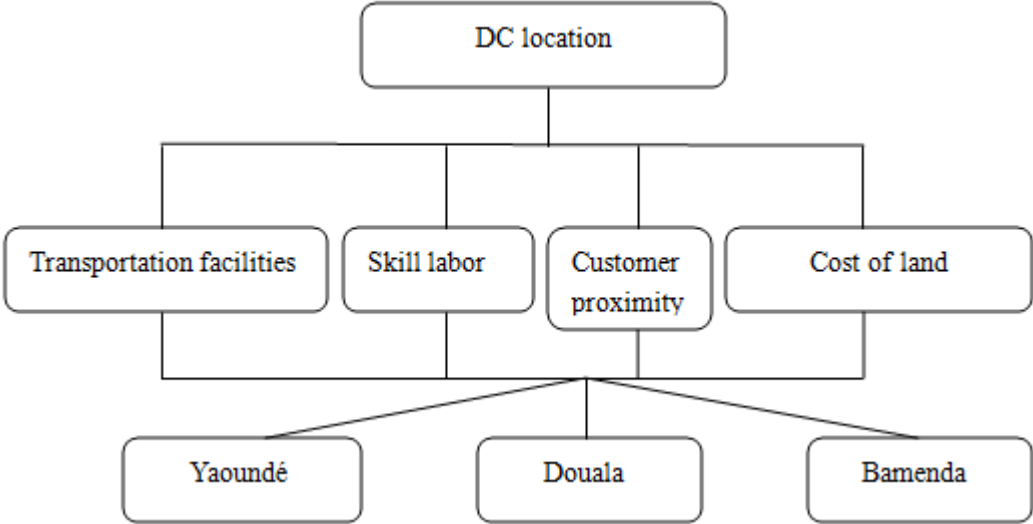 DC location
Transportation facilities
Skill labor
Customer
proximity
Cost of land
Yaoundé
Douala
Bamenda